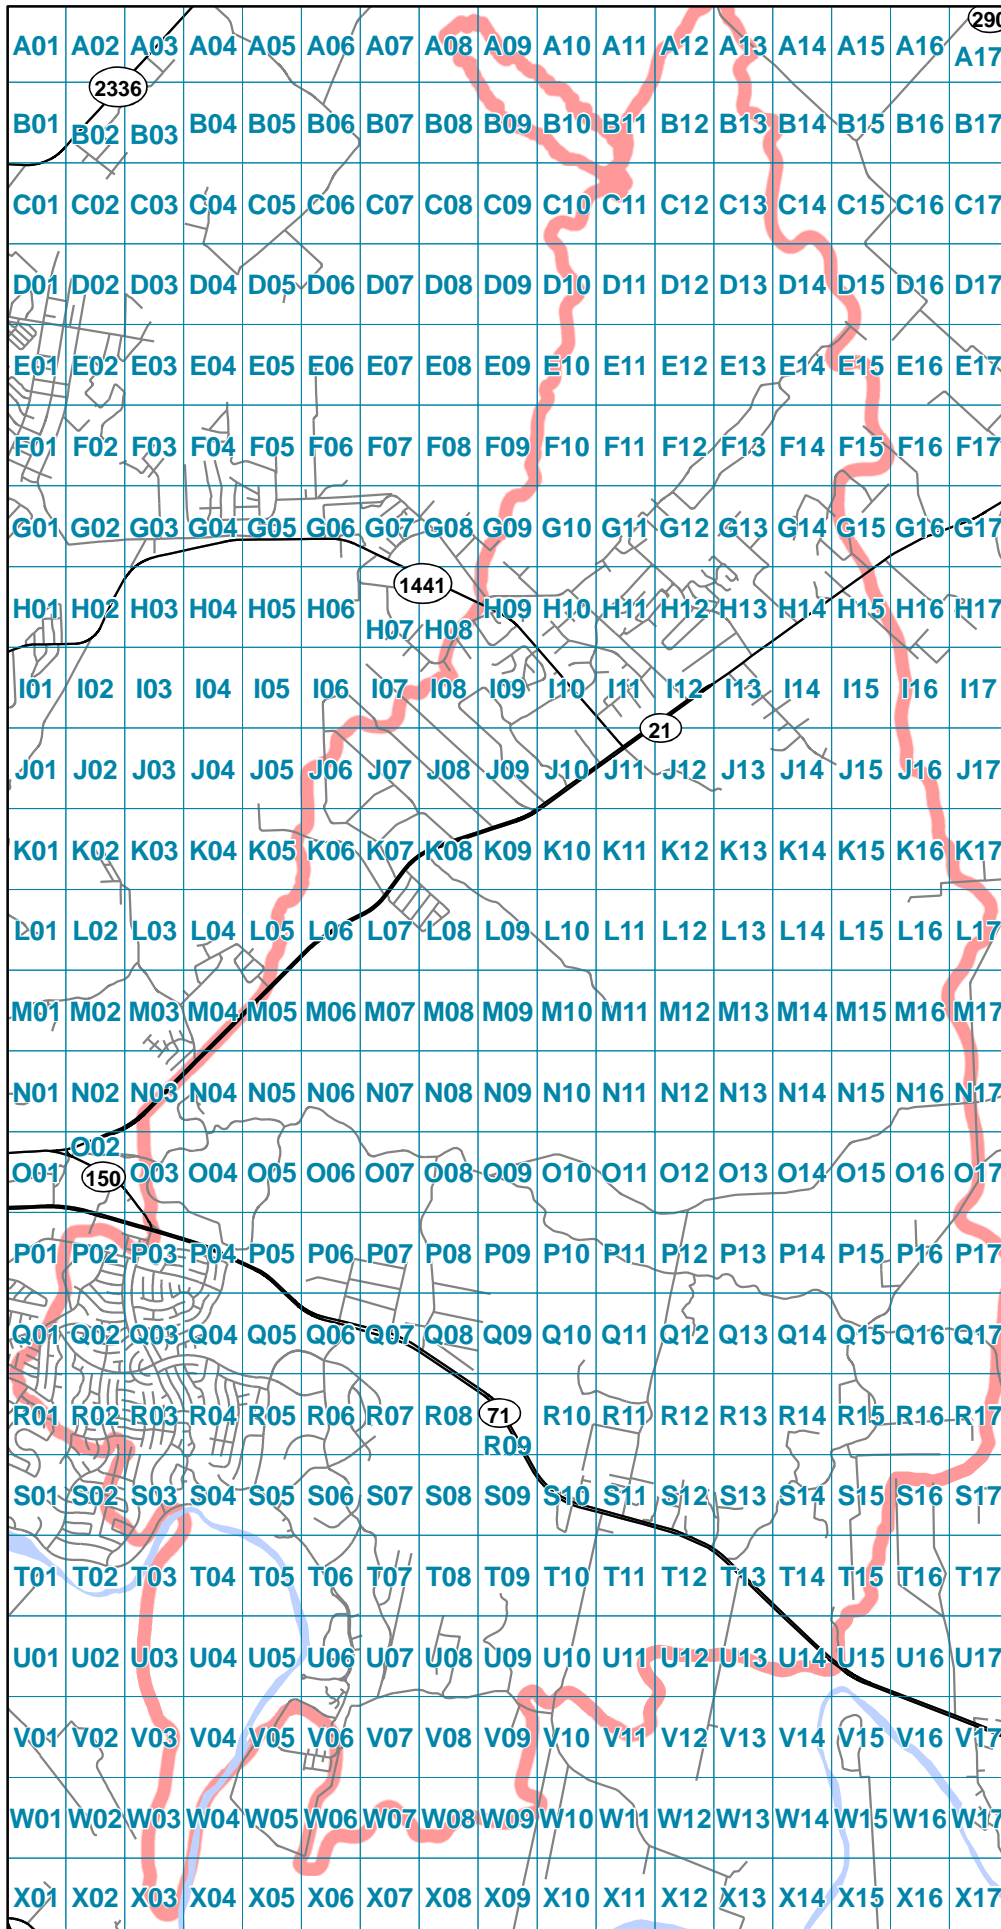 290
A01 A02 A03 A04 A05 A06 A07 A08 A09 A10 A11 A12 A13 A14 A15 A16 A17
2336
B01 B02 B03 B04 B05 B06 B07 B08 B09 B10 B11 B12 B13 B14 B15 B16 B17
C01 C02 C03 C04 C05 C06 C07 C08 C09 C10 C11 C12 C13 C14 C15 C16 C17
D01 D02 D03 D04 D05 D06 D07 D08 D09 D10 D11 D12 D13 D14 D15 D16 D17
E01 E02 E03 E04 E05 E06 E07 E08 E09 E10 E11 E12 E13 E14 E15 E16 E17
F01 F02 F03 F04 F05 F06 F07 F08 F09 F10 F11 F12 F13 F14 F15 F16 F17
G01 G02 G03 G04 G05 G06 G07 G08 G09 G10 G11 G12 G13 G14 G15 G16 G17
1441
H01 H02 H03 H04 H05 H06 H07 H08 H09 H10 H11 H12 H13 H14 H15 H16 H17
I01 I02 I03 I04 I05 I06 I07 I08 I09 I10 I11 I12 I13 I14 I15 I16 I17
21
J01 J02 J03 J04 J05 J06 J07 J08 J09 J10 J11 J12 J13 J14 J15 J16 J17
K01 K02 K03 K04 K05 K06 K07 K08 K09 K10 K11 K12 K13 K14 K15 K16 K17
L01 L02 L03 L04 L05 L06 L07 L08 L09 L10 L11 L12 L13 L14 L15 L16 L17
M01 M02 M03 M04 M05 M06 M07 M08 M09 M10 M11 M12 M13 M14 M15 M16 M17
N01 N02 N03 N04 N05 N06 N07 N08 N09 N10 N11 N12 N13 N14 N15 N16 N17
O01 O02 O03 O04 O05 O06 O07 O08 O09 O10 O11 O12 O13 O14 O15 O16 O17
150
P01 P02 P03 P04 P05 P06 P07 P08 P09 P10 P11 P12 P13 P14 P15 P16 P17
Q01 Q02 Q03 Q04 Q05 Q06 Q07 Q08 Q09 Q10 Q11 Q12 Q13 Q14 Q15 Q16 Q17
R01 R02 R03 R04 R05 R06 R07 R08 71 R10 R11 R12 R13 R14 R15 R16 R17
R09
S01 S02 S03 S04 S05 S06 S07 S08 S09 S10 S11 S12 S13 S14 S15 S16 S17
T01 T02 T03 T04 T05 T06 T07 T08 T09 T10 T11 T12 T13 T14 T15 T16 T17
U01 U02 U03 U04 U05 U06 U07 U08 U09 U10 U11 U12 U13 U14 U15 U16 U17
V01 V02 V03 V04 V05 V06 V07 V08 V09 V10 V11 V12 V13 V14 V15 V16 V17
W01 W02 W03 W04 W05 W06 W07 W08 W09 W10 W11 W12 W13 W14 W15 W16 W17
X01 X02 X03 X04 X05 X06 X07 X08 X09 X10 X11 X12 X13 X14 X15 X16 X17